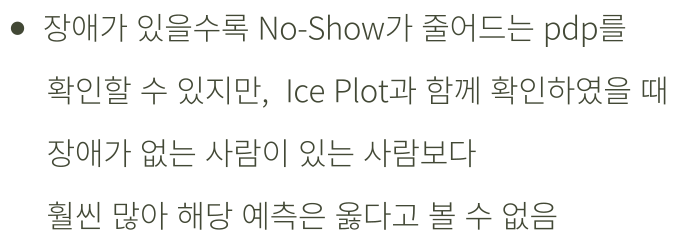 • 장애가 있을수록 No-Show가 줄어드는 pdp를
확인할 수 있지만, Ice Plot과 함께 확인하였을 때
장애가 없는 사람이 있는 사람보다
훨씬 많아 해당 예측은 옳다고 볼 수 없음